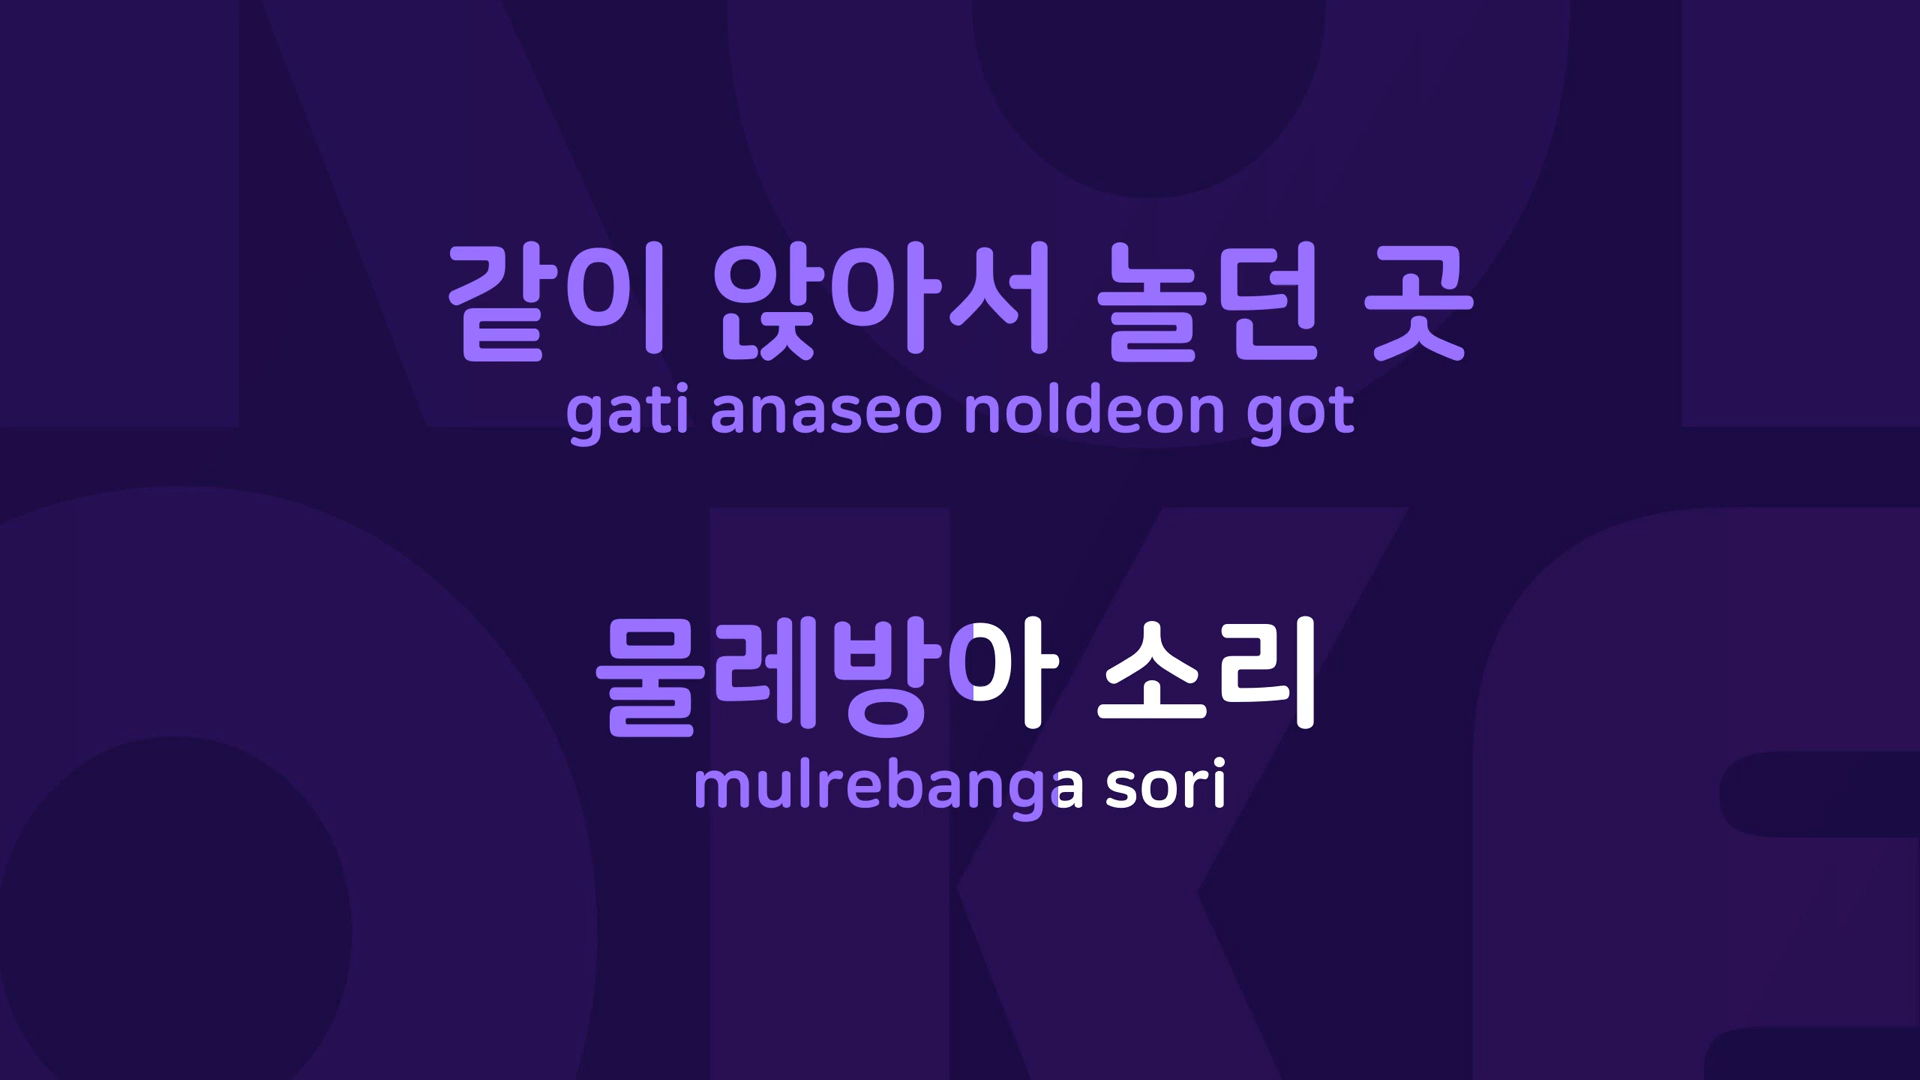 같이 앉아서 놀던 곳
gati anaseo noldeon got
물레방아 소리
mulrebanga sori